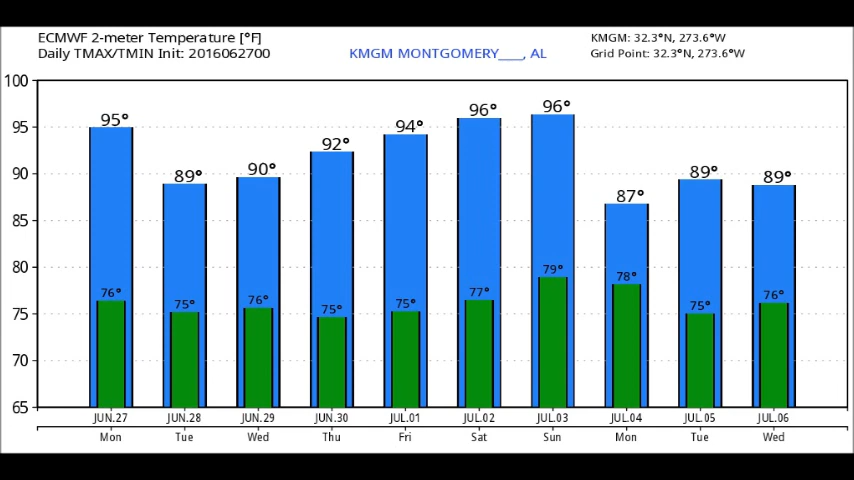 ECMWF 2-meter Temperature [°F]
Daily TMAX/TMIN Init: 2016062700
KMGM MONTGOMERY____, AL
KMGM: 32.3°N, 273.6°W
Grid Point: 32.3°N, 273.6°W
100
95
90
85
80
75
70
65
95° 89° 90° 92° 94° 96° 96° 87° 89° 89°
76° 75° 76° 75° 75° 77° 79° 78° 75° 76°
JUN.27 JUN.28 JUN.29 JUN.30 JUL.01 JUL.02 JUL.03 JUL.04 JUL.05 JUL.06
Mon Tue Wed Thu Fri Sat Sun Mon Tue Wed